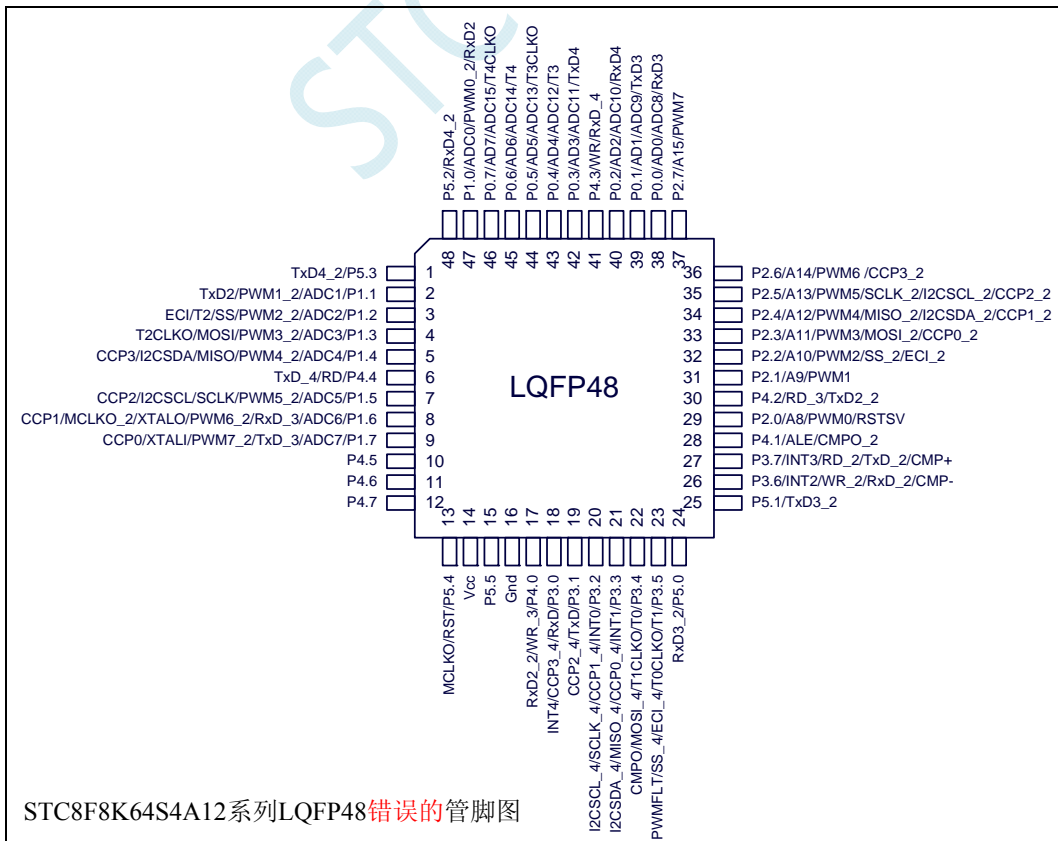 STC
P5.2/RxD4_2
P1.0/ADC0/PWM0_2/RxD2
P0.7/AD7/ADC15/T4CLKO
P0.6/AD6/ADC14/T4
P0.5/AD5/ADC13/T3CLKO
P0.4/AD4/ADC12/T3
P0.3/AD3/ADC11/TxD4
P4.3/WR/RxD_4
P0.2/AD2/ADC10/RxD4
P0.1/AD1/ADC9/TxD3
P0.0/AD0/ADC8/RxD3
P2.7/A15/PWM7
48 47 46 45 44 43 42 41 40 39 38 37
TxD4_2/P5.3 1
TxD2/PWM1_2/ADC1/P1.1 2
ECI/T2/SS/PWM2_2/ADC2/P1.2 3
T2CLKO/MOSI/PWM3_2/ADC3/P1.3 4
CCP3/I2CSDA/MISO/PWM4_2/ADC4/P1.4 5
TxD_4/RD/P4.4 6
CCP2/I2CSCL/SCLK/PWM5_2/ADC5/P1.5 7
CCP1/MCLKO_2/XTALO/PWM6_2/RxD_3/ADC6/P1.6 8
CCP0/XTALI/PWM7_2/TxD_3/ADC7/P1.7 9
P4.5 10
P4.6 11
P4.7 12
LQFP48
36 P2.6/A14/PWM6 /CCP3_2
35 P2.5/A13/PWM5/SCLK_2/I2CSCL_2/CCP2_2
34 P2.4/A12/PWM4/MISO_2/I2CSDA_2/CCP1_2
33 P2.3/A11/PWM3/MOSI_2/CCP0_2
32 P2.2/A10/PWM2/SS_2/ECI_2
31 P2.1/A9/PWM1
30 P4.2/RD_3/TxD2_2
29 P2.0/A8/PWM0/RSTSV
28 P4.1/ALE/CMPO_2
27 P3.7/INT3/RD_2/TxD_2/CMP+
26 P3.6/INT2/WR_2/RxD_2/CMP-
25 P5.1/TxD3_2
13 14 15 16 17 18 19 20 21 22 23 24
MCLKO/RST/P5.4
Vcc
P5.5
Gnd
RxD2_2/WR_3/P4.0
INT4/CCP3_4/RxD/P3.0
CCP2_4/TxD/P3.1
I2CSCL_4/SCLK_4/CCP1_4/INT0/P3.2
I2CSDA_4/MISO_4/CCP0_4/INT1/P3.3
CMPO/MOSI_4/T1CLKO/T0/P3.4
PWMFLT/SS_4/ECI_4/T0CLKO/T1/P3.5
RxD3_2/P5.0
STC8F8K64S4A12系列LQFP48错误的管脚图